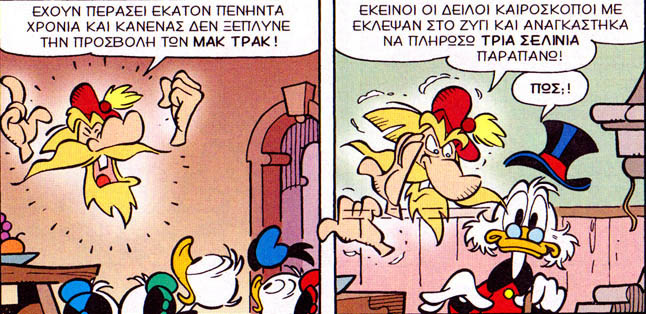 ΕΧΟΥΝ ΠΕΡΑΣΕΙ ΕΚΑΤΟΝ ΠΕΝΗΝΤΑ
ΧΡΟΝΙΑ ΚΑΙ ΚΑΝΕΝΑΣ ΔΕΝ ΞΕΠΛΥΝΕ
ΤΗΝ ΠΡΟΣΒΟΛΗ ΤΩΝ ΜΑΚ ΤΡΑΚ!
ΕΚΕΙΝΟΙ ΟΙ ΔΕΙΛΟΙ ΚΑΙΡΟΣΚΟΠΟΙ ΜΕ
ΕΚΛΕΨΑΝ ΣΤΟ ΖΥΓΙ ΚΑΙ ΑΝΑΓΚΑΣΤΗΚΑ
ΝΑ ΠΛΗΡΩΣΩ ΤΡΙΑ ΣΕΛΙΝΙΑ
ΠΑΡΑΠΑΝΩ!
ΠΩΣ;!